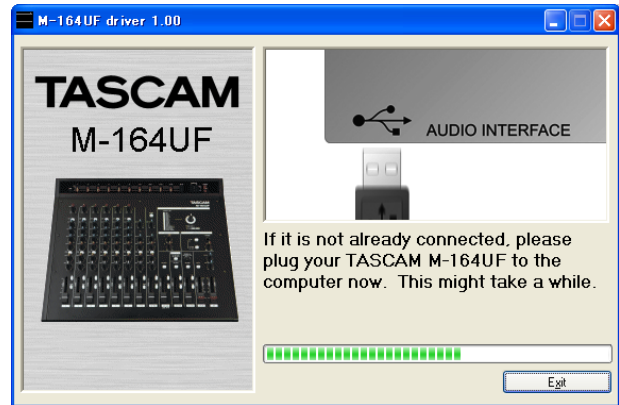 M-164UF driver 1.00
TASCAM
M-164UF
AUDIO INTERFACE
If it is not already connected, please
plug your TASCAM M-164UF to the
computer now. This might take a while.
Exit